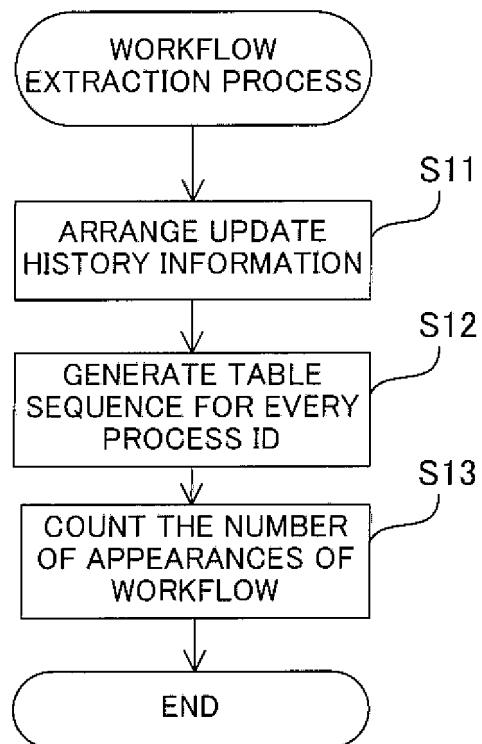 WORKFLOW
EXTRACTION PROCESS
S11
ARRANGE UPDATE
HISTORY INFORMATION
S12
GENERATE TABLE
SEQUENCE FOR EVERY
PROCESS ID
S13
COUNT THE NUMBER
OF APPEARANCES OF
WORKFLOW
END